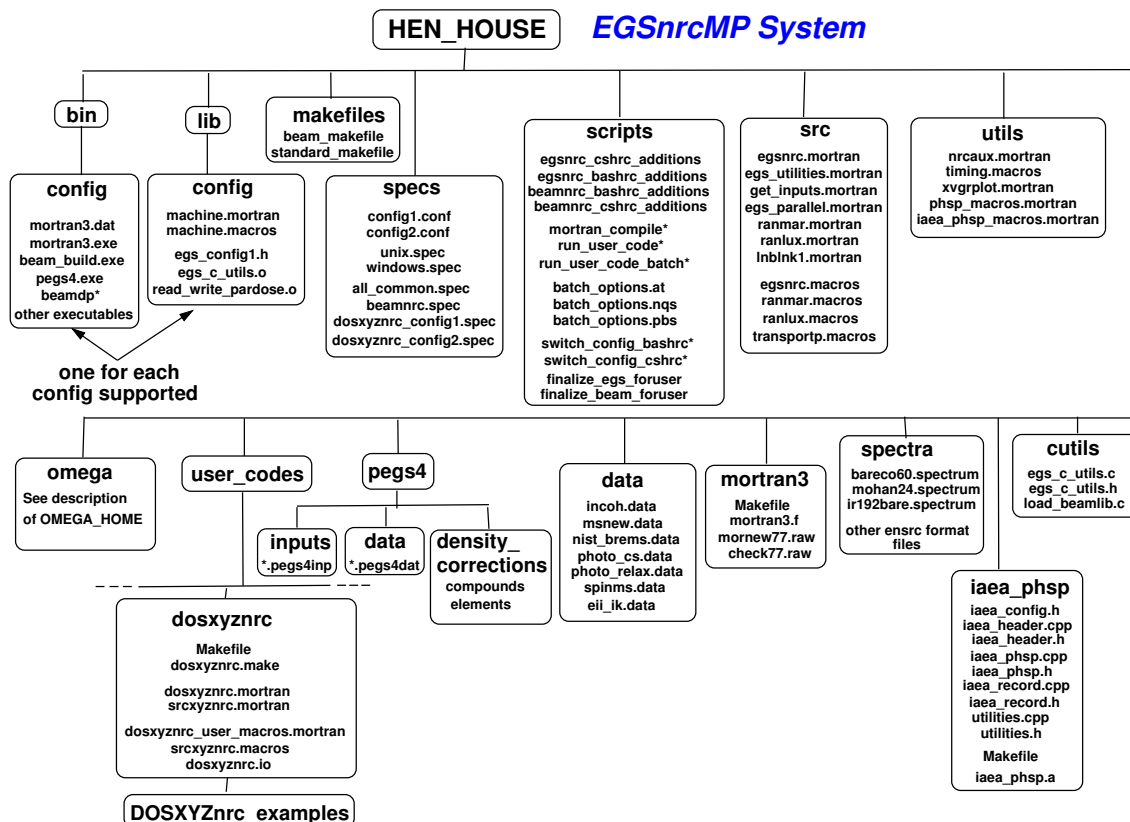 HEN_HOUSE
EGSnrcMP System
bin
config
mortran3.dat
mortran3.exe
beam_build.exe
pegs4.exe
beamdp*
other executables
lib
config
machine.mortran
machine.macros
egs_config1.h
egs_c_utils.o
read_write_pardose.o
one for each
config supported
makefiles
beam_makefile
standard_makefile
specs
config1.conf
config2.conf
unix.spec
windows.spec
all_common.spec
beamnrc.spec
dosxyznrc_config1.spec
dosxyznrc_config2.spec
scripts
egsnrc_cshrc_additions
egsnrc_bashrc_additions
beamnrc_bashrc_additions
beamnrc_cshrc_additions
mortran_compile*
run_user_code*
run_user_code_batch*
batch_options.at
batch_options.nqs
batch_options.pbs
switch_config_bashrc*
switch_config_cshrc*
finalize_egs_foruser
finalize_beam_foruser
src
egsnrc.mortran
egs_utilities.mortran
get_inputs.mortran
egs_parallel.mortran
ranmar.mortran
ranlux.mortran
lnblnk1.mortran
egsnrc.macros
ranmar.macros
ranlux.macros
transportp.macros
utils
nrcaux.mortran
timing.macros
xvgrplot.mortran
phsp_macros.mortran
iaea_phsp_macros.mortran
omega
See description
of OMEGA_HOME
user_codes
dosxyznrc
Makefile
dosxyznrc.make
dosxyznrc.mortran
srcxyznrc.mortran
dosxyznrc_user_macros.mortran
srcxyznrc.macros
dosxyznrc.io
DOSXYZnrc_examples
pegs4
inputs
*.pegs4inp
data
*.pegs4dat
density_
corrections
compounds
elements
data
incoh.data
msnew.data
nist_brems.data
photo_cs.data
photo_relax.data
spinms.data
eii_ik.data
mortran3
Makefile
mortran3.f
mornew77.raw
check77.raw
spectra
bareco60.spectrum
mohan24.spectrum
ir192bare.spectrum
other ensrc format
files
cutils
egs_c_utils.c
egs_c_utils.h
load_beamlib.c
iaea_phsp
iaea_config.h
iaea_header.cpp
iaea_header.h
iaea_phsp.cpp
iaea_phsp.h
iaea_record.cpp
iaea_record.h
utilities.cpp
utilities.h
Makefile
iaea_phsp.a